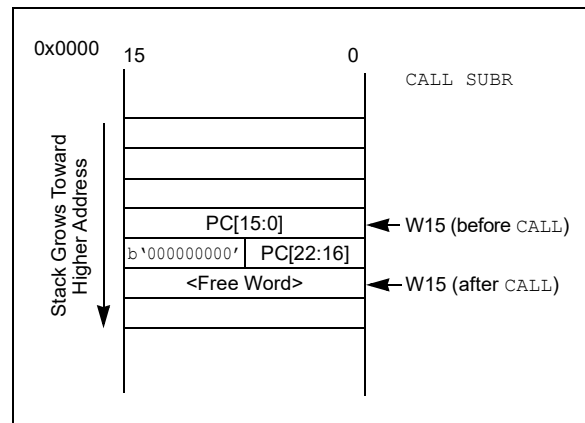 0x0000 15 0
CALL SUBR
Stack Grows Toward
Higher Address
PC[15:0] W15 (before CALL)
b‘000000000’ PC[22:16]
<Free Word> W15 (after CALL)